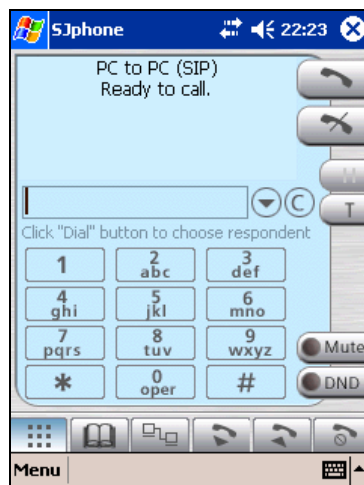 SJphone 22:23
PC to PC (SIP)
Ready to call.
C
T
Click "Dial" button to choose respondent
1 2 3
abc def
4 5 6
ghi jkl mno
7 8 9
pqrs tuv wxyz
Mute
* 0 #
oper
DND
Menu